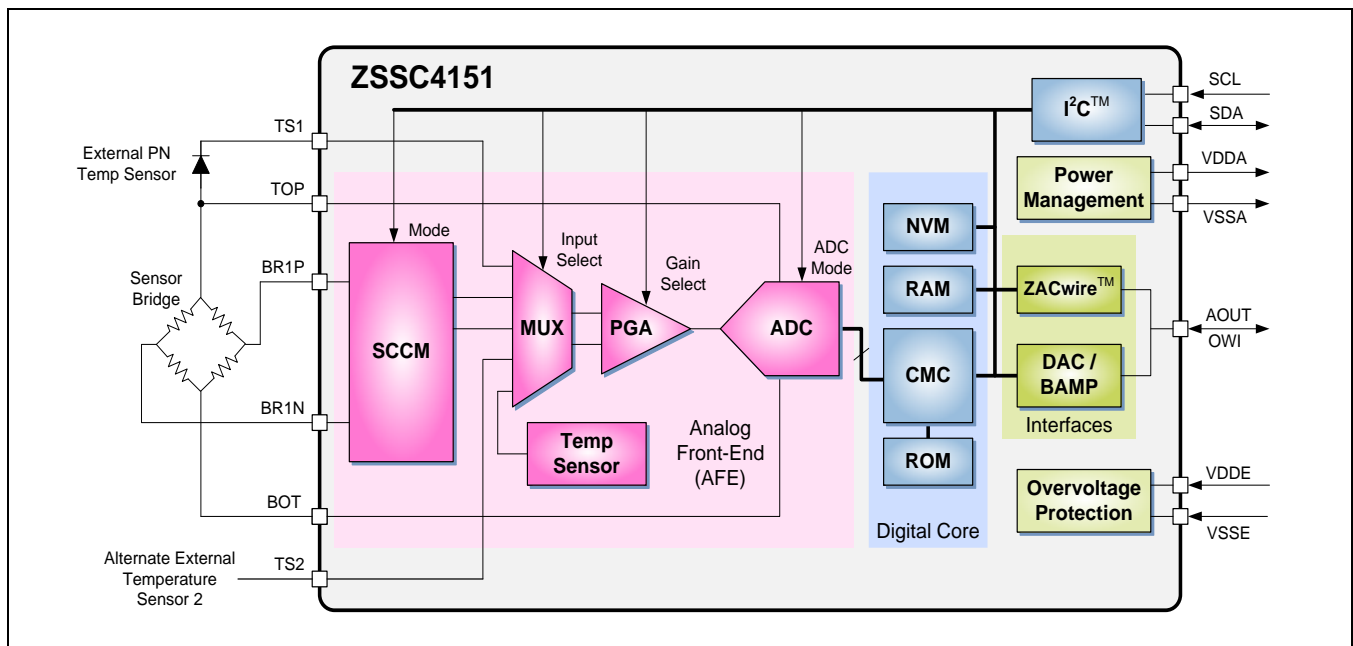 ZSSC4151
I²C™
SCL
SDA
TS1
External PN
Temp Sensor
VDDA
Power
Management
VSSA
TOP
NVM
Mode
Input
Select
Gain
Select
ADC
Mode
BR1P
Sensor
Bridge
RAM
ZACwire™
SCCM
MUX
PGA
ADC
AOUT
OWI
CMC
DAC /
BAMP
Interfaces
BR1N
Temp
Sensor
Analog
Front-End
(AFE)
ROM
VDDE
Overvoltage
Protection
VSSE
BOT
Digital Core
Alternate External
Temperature
Sensor 2
TS2